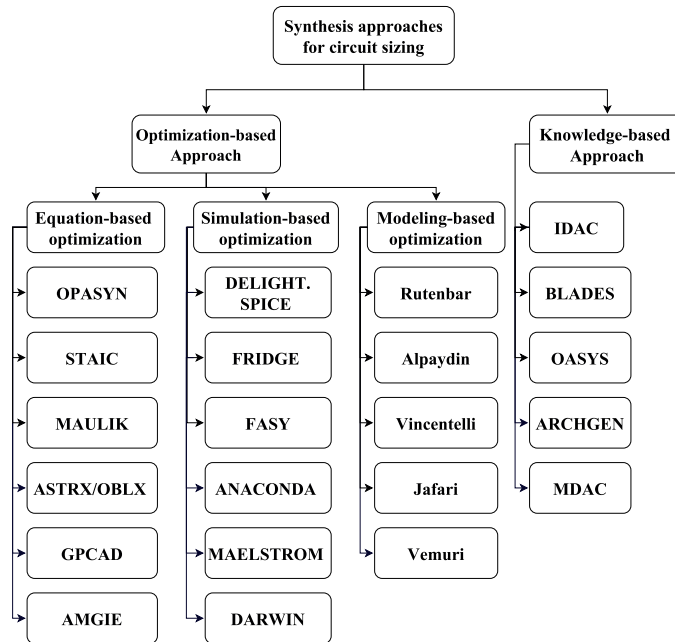 Synthesis approaches
for circuit sizing
Optimization-based
Approach
Knowledge-based
Approach
Equation-based
optimization
Simulation-based
optimization
Modeling-based
optimization
OPASYN
STAIC
MAULIK
ASTRX/OBLX
GPCAD
AMGIE
DELIGHT.
SPICE
FRIDGE
FASY
ANACONDA
MAELSTROM
DARWIN
Rutenbar
Alpaydin
Vincentelli
Jafari
Vemuri
IDAC
BLADES
OASYS
ARCHGEN
MDAC